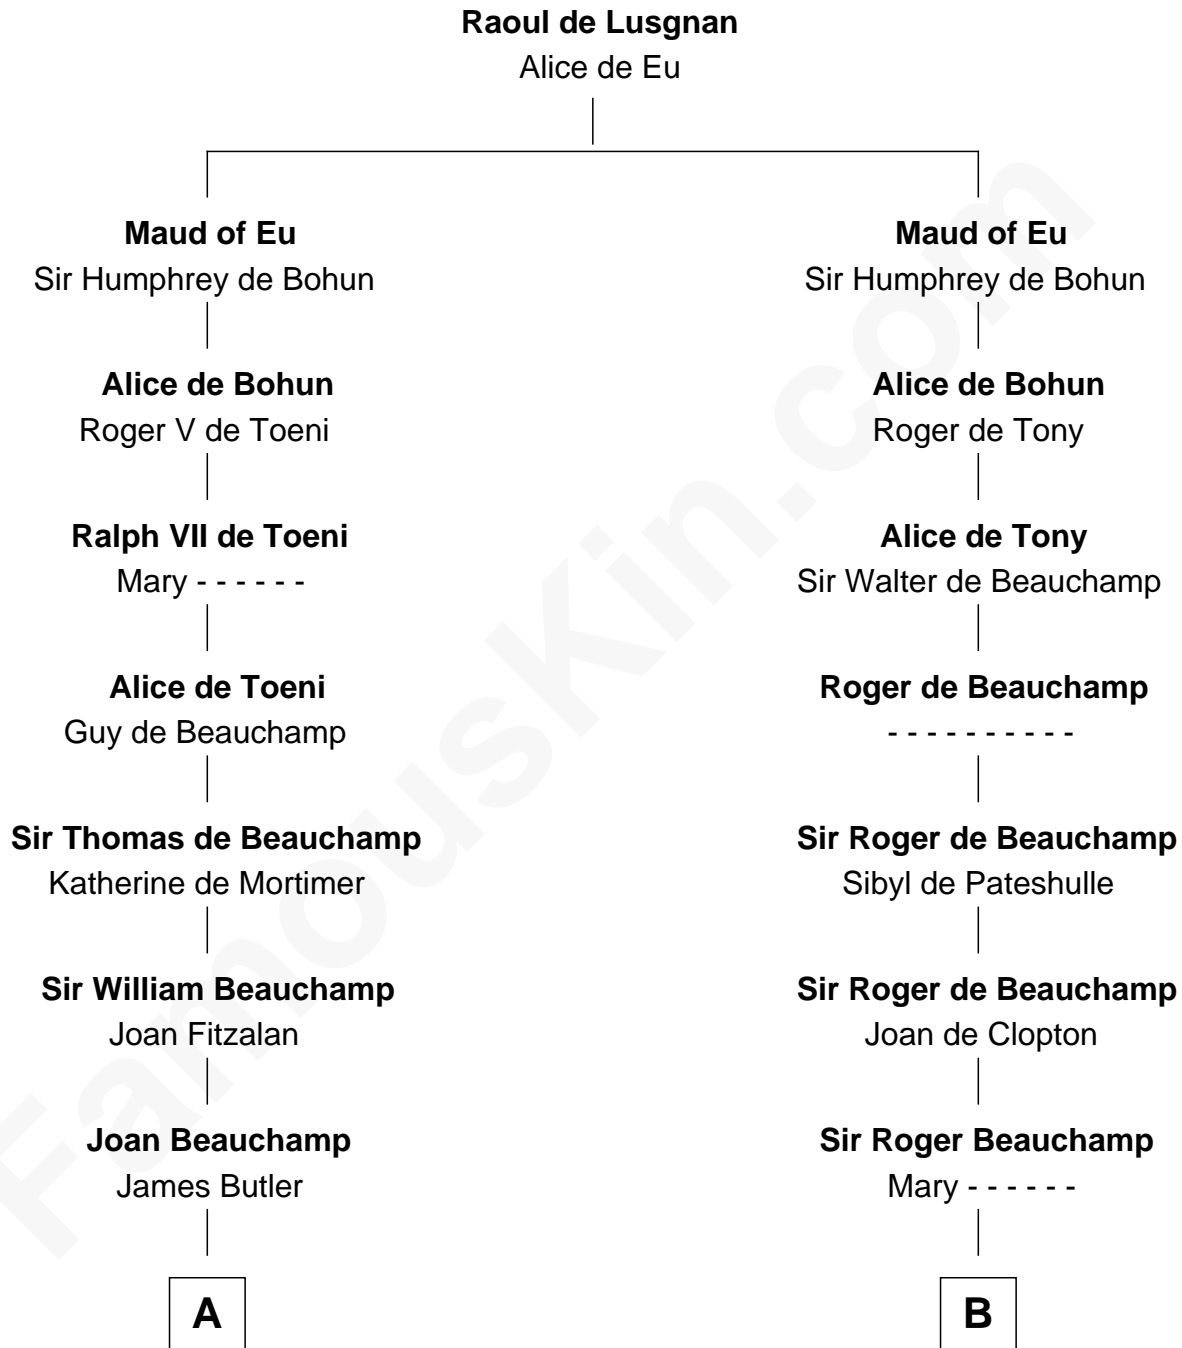 Raoul de Lusgnan
Alice de Eu
Maud of Eu
Sir Humphrey de Bohun
Maud of Eu
Sir Humphrey de Bohun
Alice de Bohun
Roger V de Toeni
Alice de Bohun
Roger de Tony
Ralph VII de Toeni
Mary - - - - - -
Alice de Tony
Sir Walter de Beauchamp
Alice de Toeni
Guy de Beauchamp
Roger de Beauchamp
- - - - - - - - - -
Sir Thomas de Beauchamp
Katherine de Mortimer
Sir Roger de Beauchamp
Sibyl de Pateshulle
Sir William Beauchamp
Joan Fitzalan
Sir Roger de Beauchamp
Joan de Clopton
Joan Beauchamp
James Butler
Sir Roger Beauchamp
Mary - - - - - -
A
B
FamousKin.com